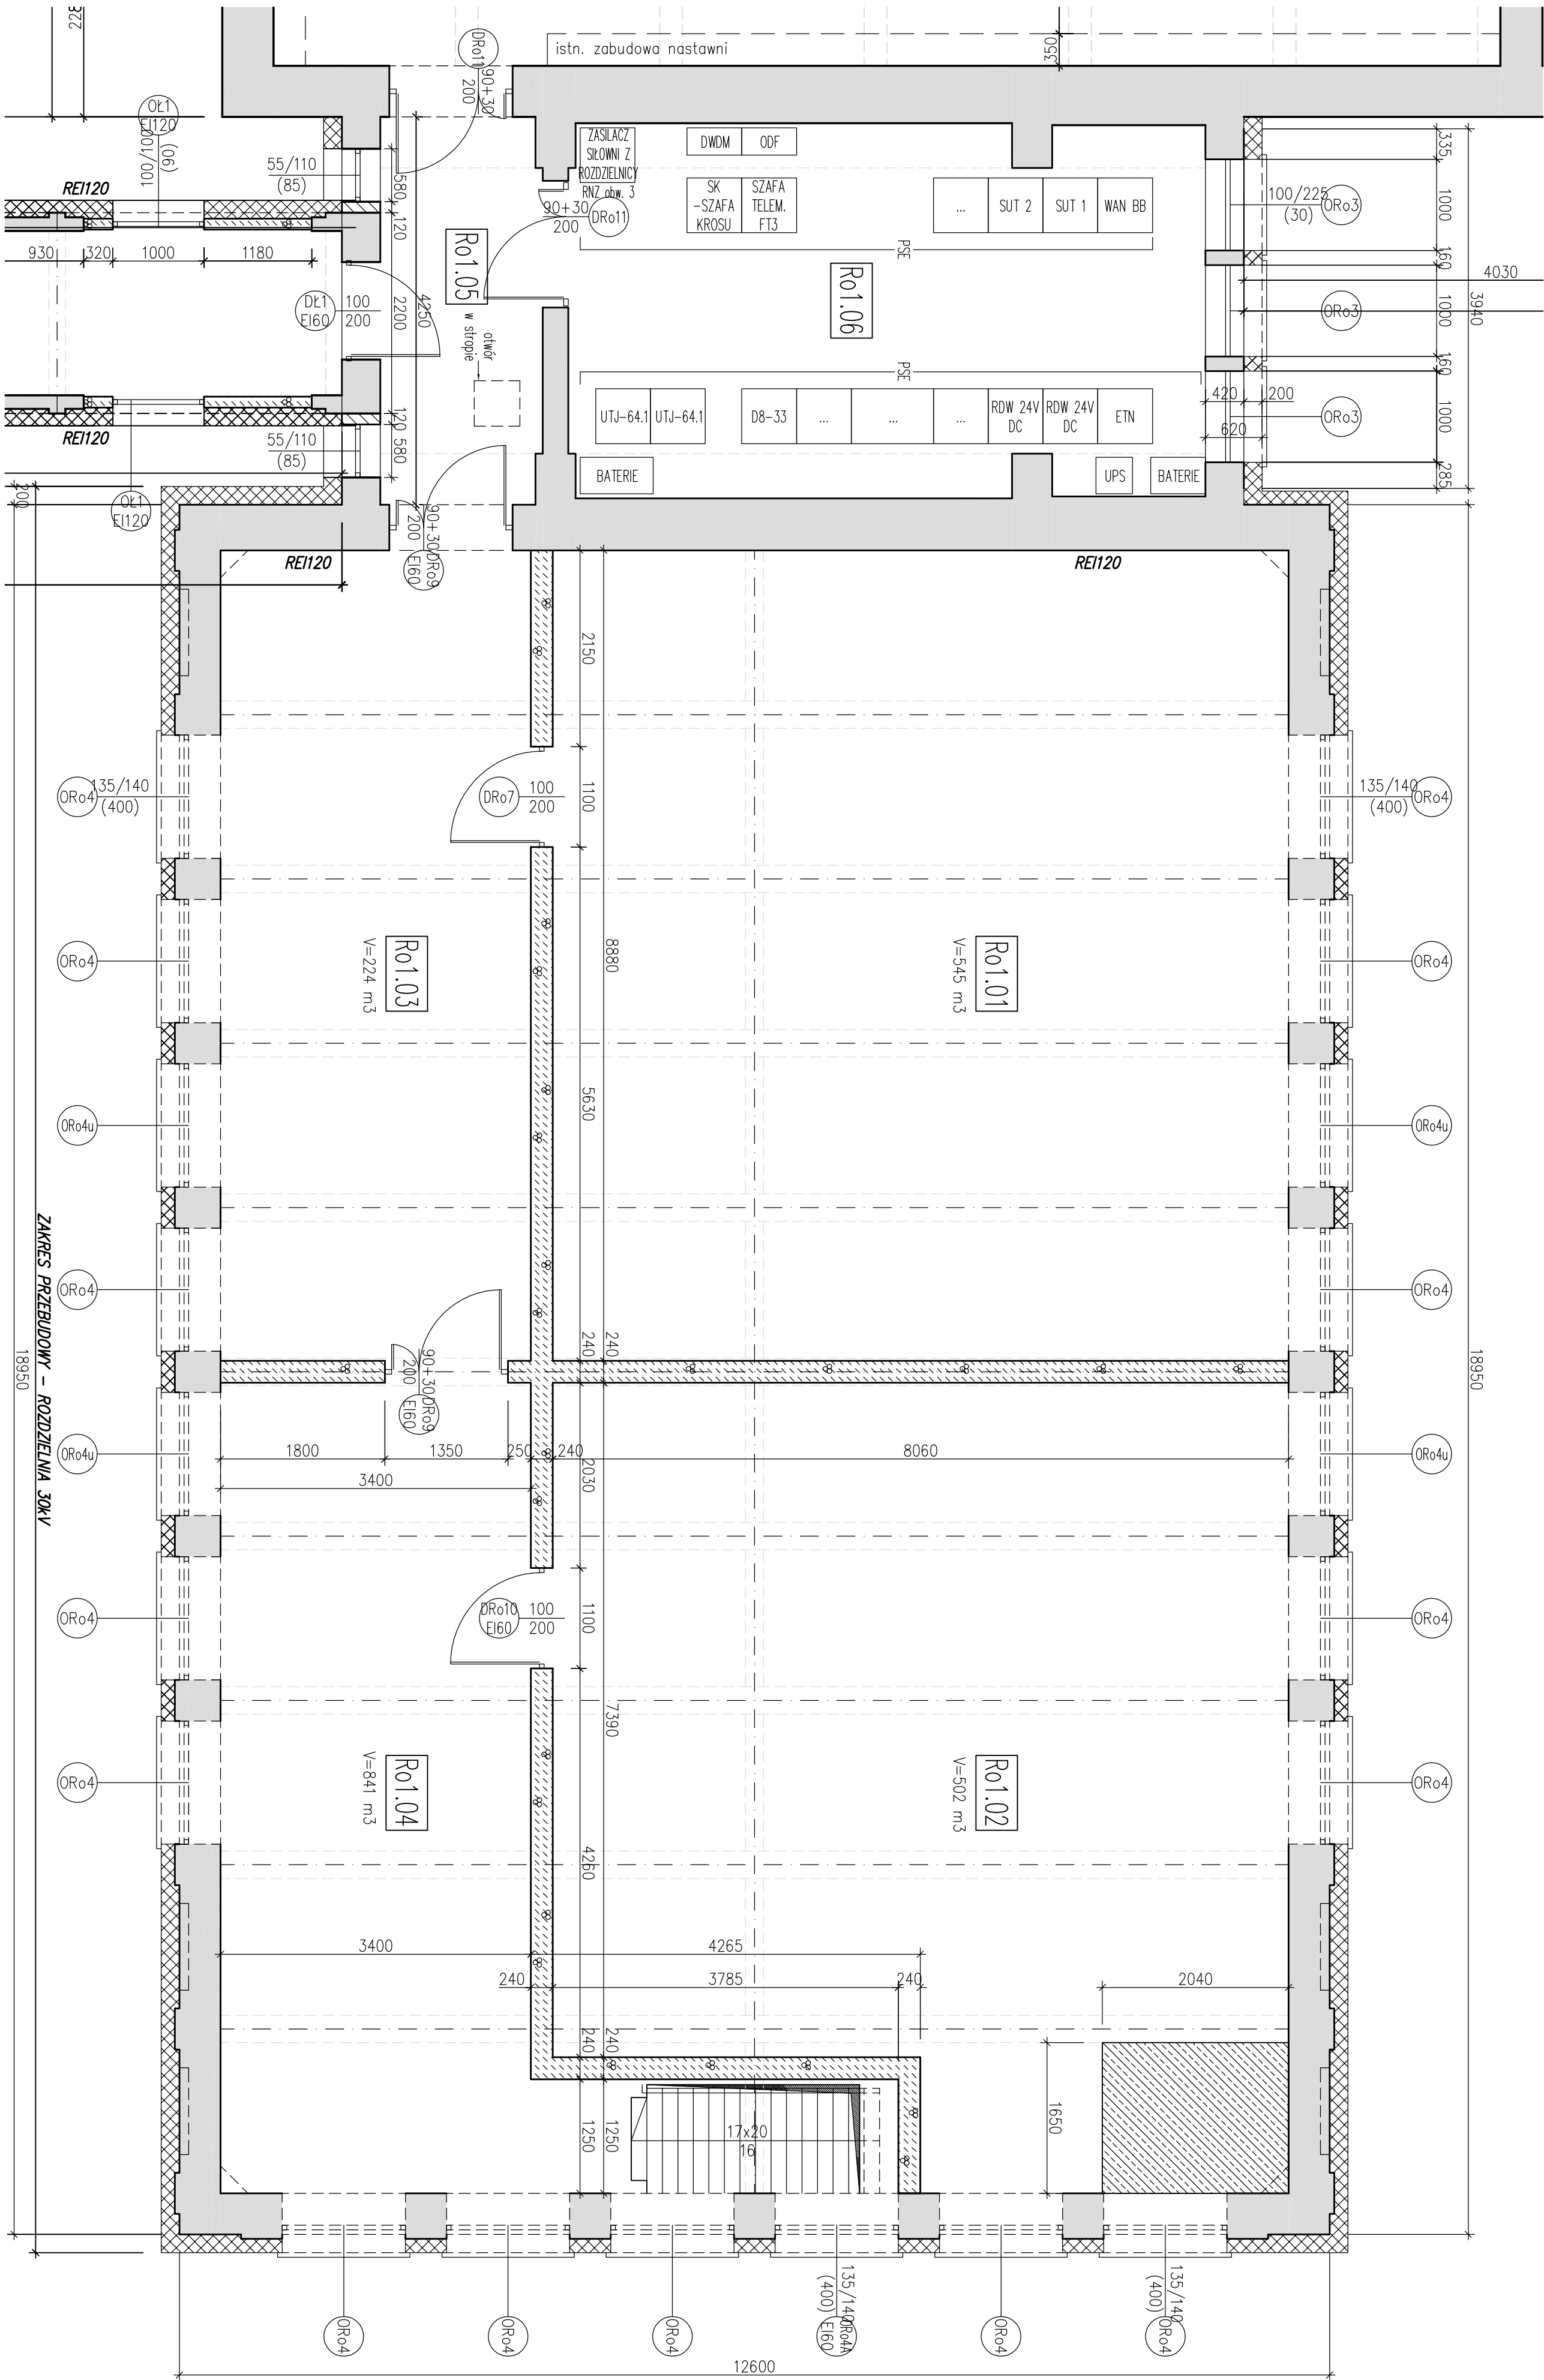 228
DRo11
90+30
200
istn. zabudowa nastawni
350
OŁ1
EI120
100/100
(90)
REI120
55/110
(85)
580
120
930
320
1000
1180
DŁ1
EI60
100
200
2200
4250
Ro1.05
otwór
w stropie
120
580
REI120
55/110
(85)
OŁ1
EI120
200
90+30
200
DRo9
EI60
ZASILACZ
SIŁOWNI Z
ROZDZIELNICY
RNZ obw. 3
90+30
200
DRo11
DWDM
ODF
SK
-SZAFA
KROSU
SZAFA
TELEM.
FT3
...
SUT 2
SUT 1
WAN BB
PSE
Ro1.06
PSE
UTJ-64.1
UTJ-64.1
D8-33
...
...
...
RDW 24V
DC
RDW 24V
DC
ETN
BATERIE
UPS
BATERIE
335
1000
160
1000
160
1000
285
3940
4030
100/225
(30)
ORo3
ORo3
ORo3
420
200
620
REI120
REI120
2150
1100
5630
8880
240
240
DRo7
100
200
135/140
(400)
ORo4
135/140
(400)
ORo4
ORo4
ORo4
Ro1.03
V=224 m3
Ro1.01
V=545 m3
ORo4u
ORo4u
ORo4
ORo4
90+30
200
DRo9
EI60
1800
1350
250
240
8060
3400
2030
18950
ORo4u
ORo4u
ZAKRES PRZEBUDOWY – ROZDZIELNIA 30kV
18950
DRo10
EI60
100
200
1100
ORo4
ORo4
7390
4260
Ro1.04
V=841 m3
Ro1.02
V=502 m3
ORo4
ORo4
3400
4265
240
3785
240
2040
240
240
1250
1250
17x20
16
1650
ORo4
ORo4
ORo4
135/140
(400)
ORo4A
EI60
ORo4
135/140
(400)
ORo4
12600